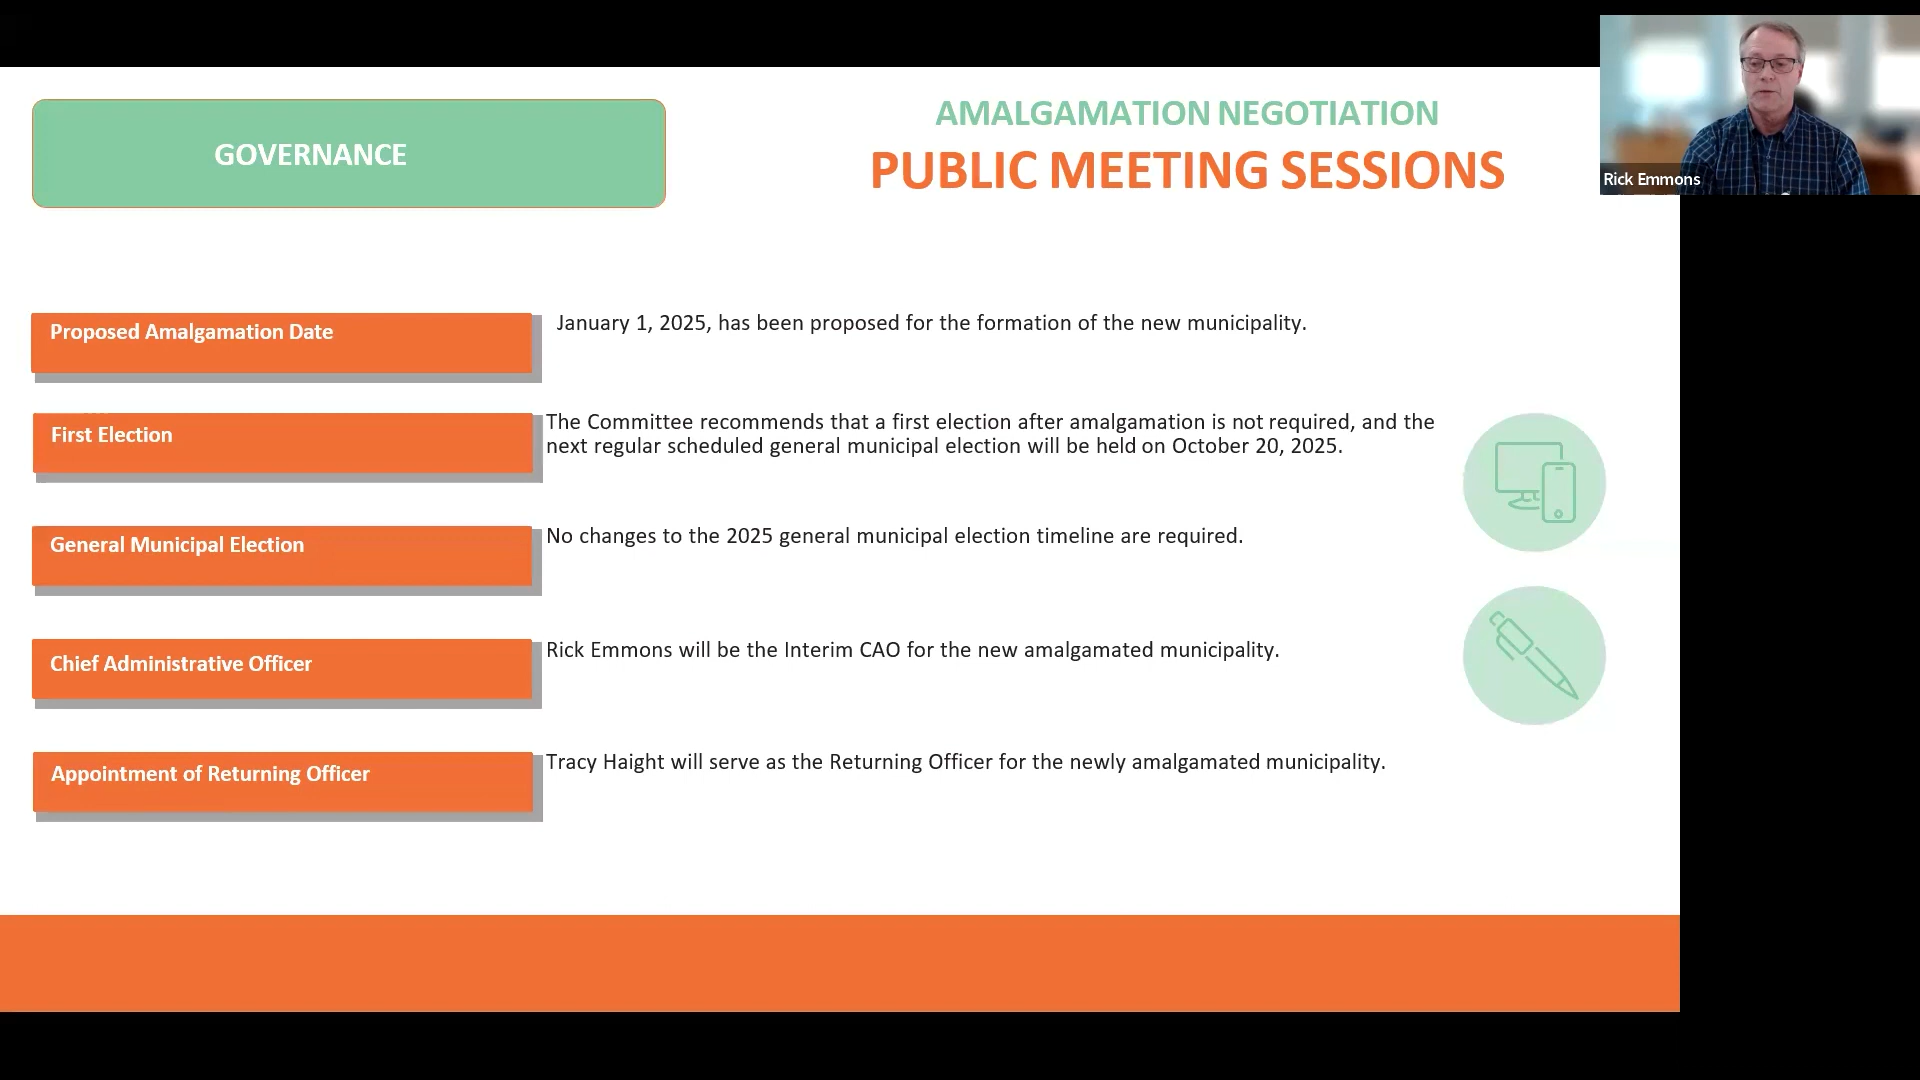 GOVERNANCE
AMALGAMATION NEGOTIATION
PUBLIC MEETING SESSIONS
Rick Emmons
Proposed Amalgamation Date
January 1, 2025, has been proposed for the formation of the new municipality.
First Election
The Committee recommends that a first election after amalgamation is not required, and the
next regular scheduled general municipal election will be held on October 20, 2025.
General Municipal Election
No changes to the 2025 general municipal election timeline are required.
Chief Administrative Officer
Rick Emmons will be the Interim CAO for the new amalgamated municipality.
Appointment of Returning Officer
Tracy Haight will serve as the Returning Officer for the newly amalgamated municipality.